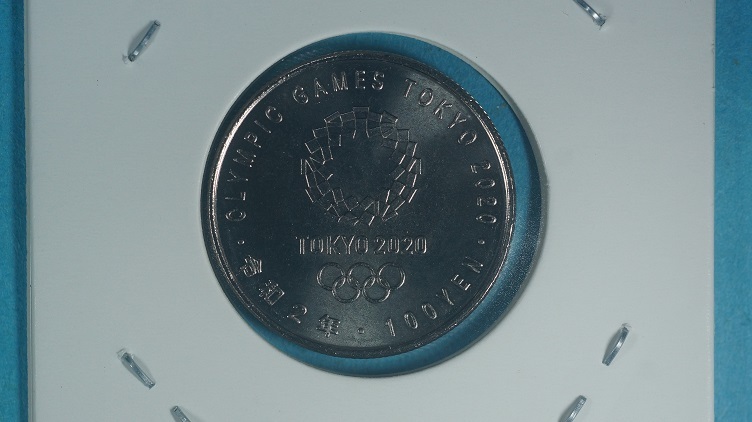 OLYMPIC GAMES TOKYO 2020
TOKYO 2020
令和2年・100YEN